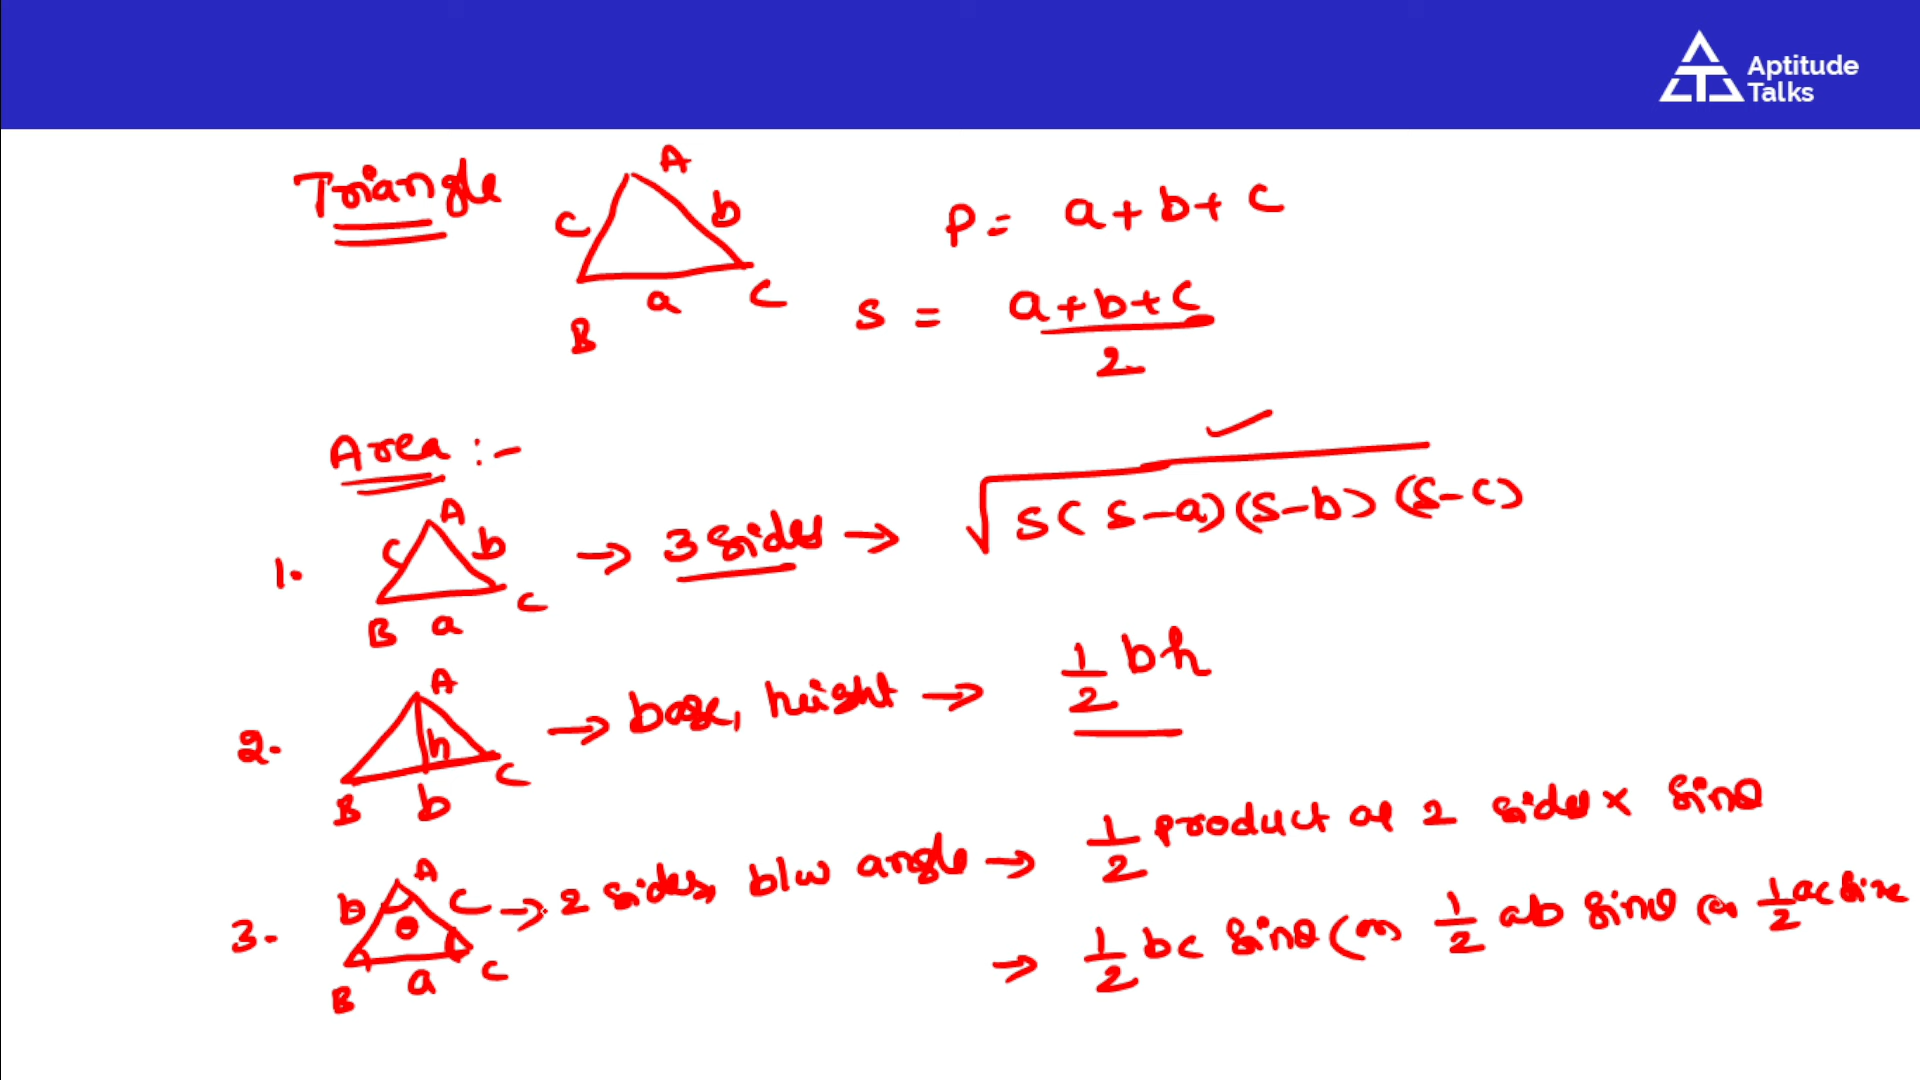 Aptitude
Talks
Triangle
A
C b
B a C
P = a+b+c
S = a+b+c
2
Area :-
1. A
C b
B a C
→ 3 sides → √S(S-a)(S-b)(S-c)
2. A
h
B b C
→ base, height → 1/2 bh
3. A
b θ C
B a C
→ 2 sides, b/w angle → 1/2 product of 2 sides × Sinθ
→ 1/2 bc Sinθ (or 1/2 ab Sinθ or 1/2 ac